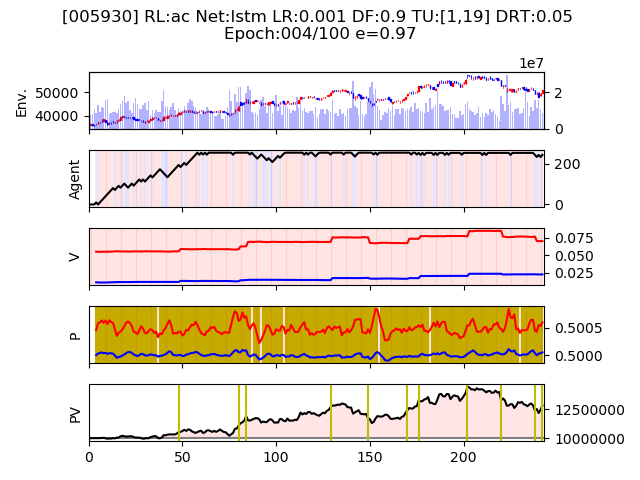 [005930] RL:ac Net:lstm LR:0.001 DF:0.9 TU:[1,19] DRT:0.05
Epoch:004/100 e=0.97
1e7
Env.
50000
40000
2
0
Agent
200
0
V
0.075
0.050
0.025
P
0.5005
0.5000
PV
12500000
10000000
0 50 100 150 200